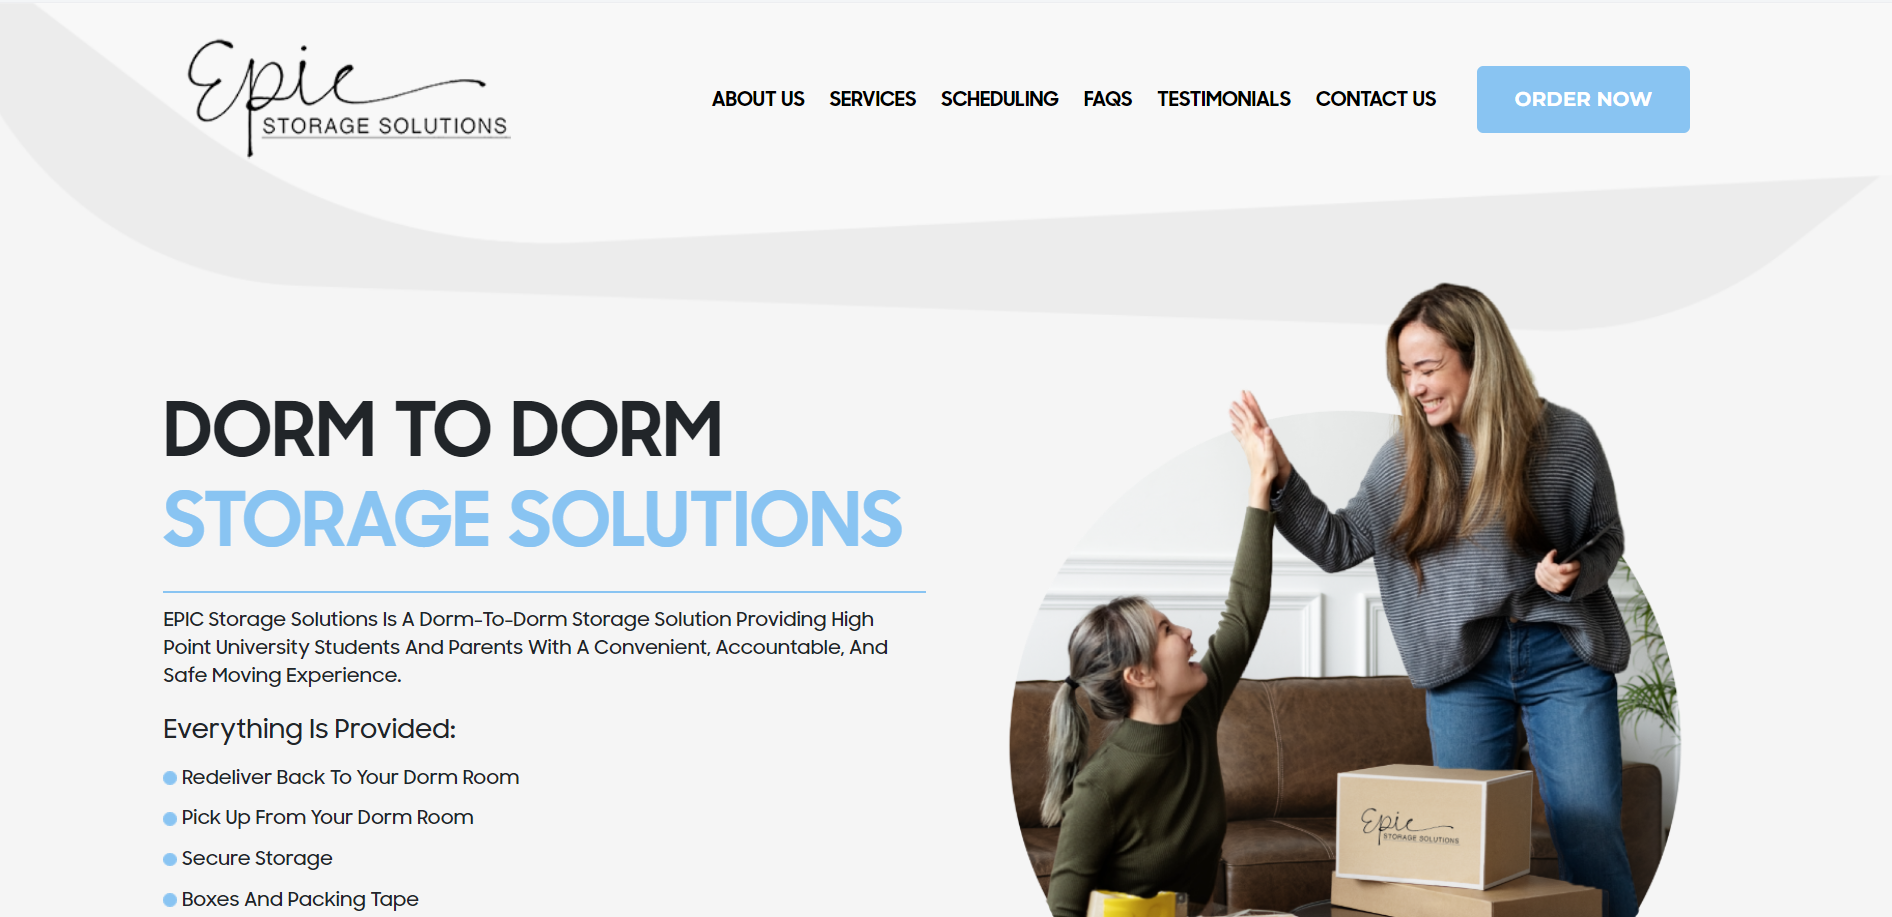 Epic
STORAGE SOLUTIONS
ABOUT US SERVICES SCHEDULING FAQS TESTIMONIALS CONTACT US ORDER NOW
DORM TO DORM
STORAGE SOLUTIONS
EPIC Storage Solutions Is A Dorm-To-Dorm Storage Solution Providing High
Point University Students And Parents With A Convenient, Accountable, And
Safe Moving Experience.
Everything Is Provided:
Redeliver Back To Your Dorm Room
Pick Up From Your Dorm Room
Secure Storage
Boxes And Packing Tape
Epic
STORAGE SOLUTIONS